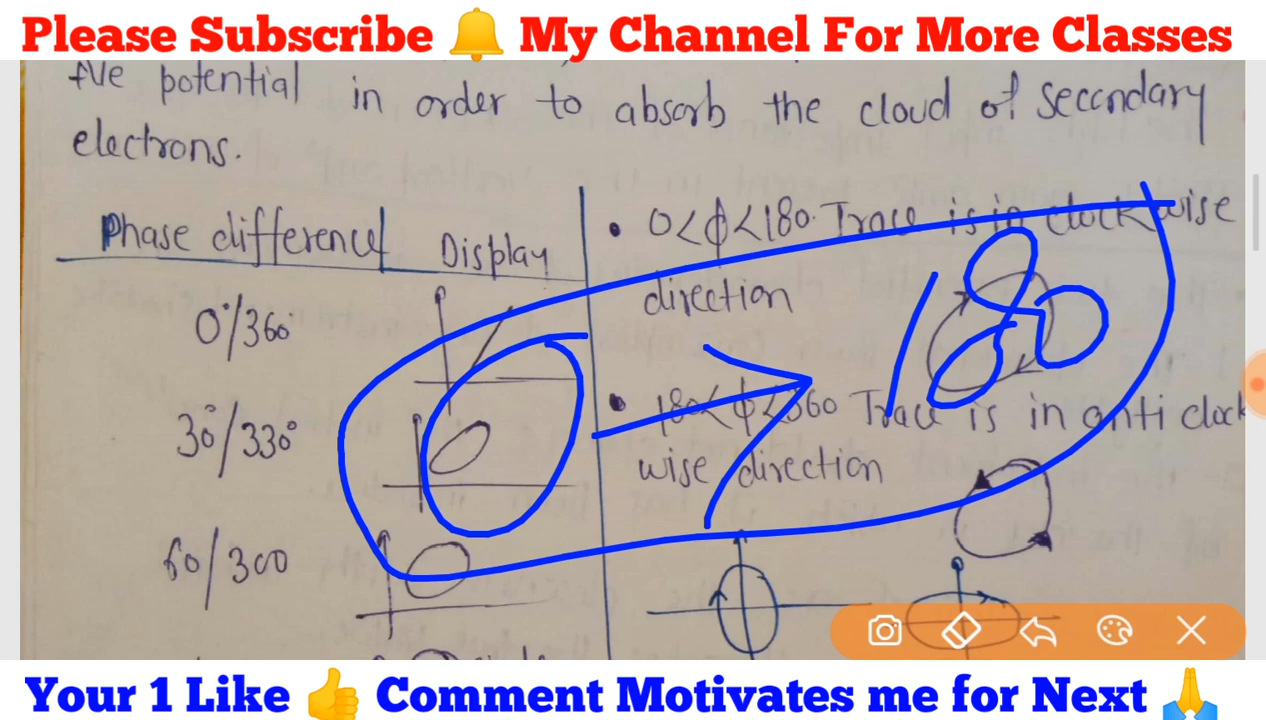 Please Subscribe 🔔 My Channel For More Classes
+ve potential in order to absorb the cloud of secondary
electrons.
Phase difference Display
0°/360°
30°/330°
60/300
• 0<ϕ<180. Trace is in clock wise
direction
• 180<ϕ<360 Trace is in anti clock
wise direction
0 → 180
Your 1 Like 👍 Comment Motivates me for Next 🙏